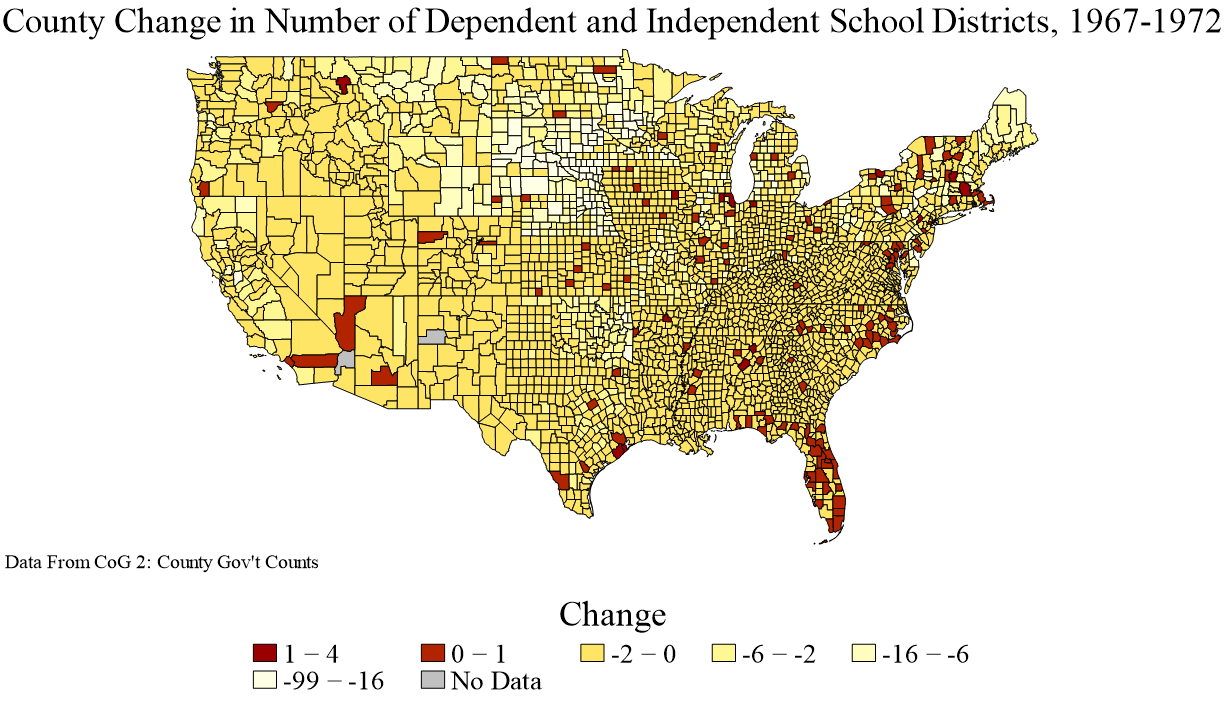 County Change in Number of Dependent and Independent School Districts, 1967-1972
Data From CoG 2: County Gov't Counts
Change
1 − 4
0 − 1
-2 − 0
-6 − -2
-16 − -6
-99 − -16
No Data